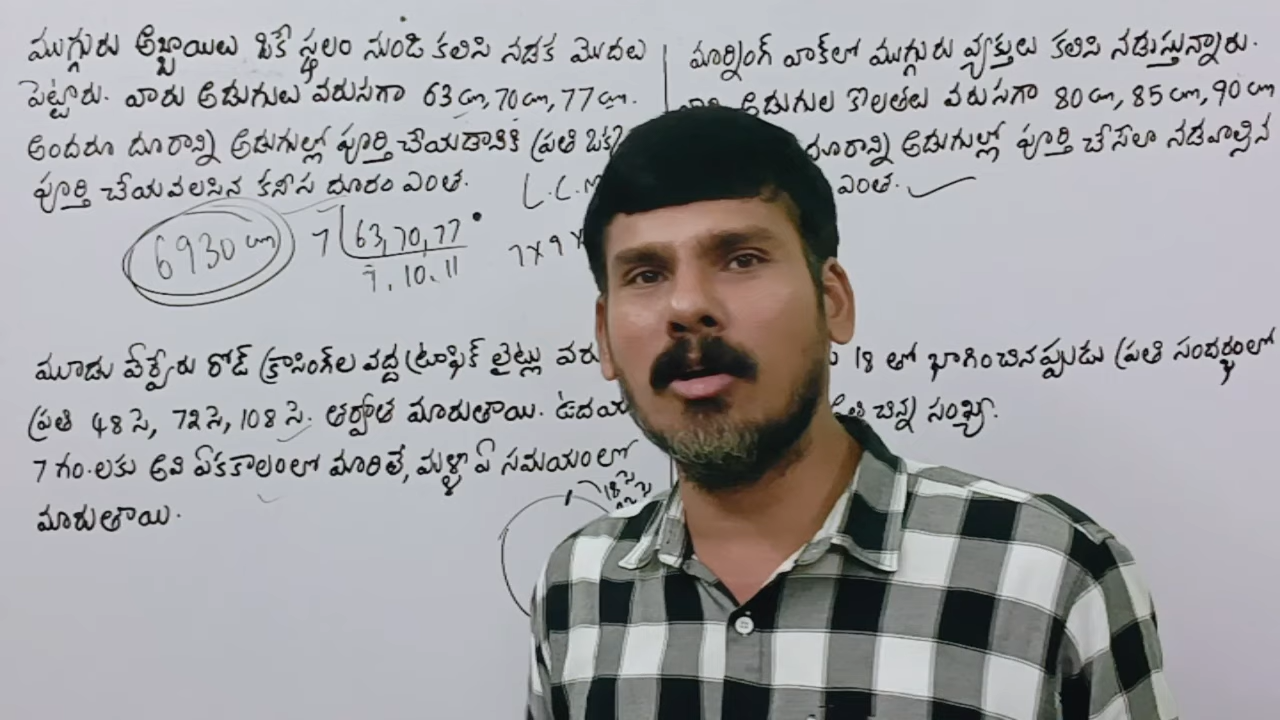 ముగ్గురు అబ్బాయిలు ఒకే స్థలం నుండి కలిసి నడక మొదలు
పెట్టారు. వారు అడుగులు వరుసగా 63 cm, 70 cm, 77 cm.
అందరూ దూరాన్ని అడుగుల్లో పూర్తి చేయడానికి (ప్రతి ఒక్క
పూర్తి చేయవలసిన కనీస దూరం ఎంత.
L.C.M
6930 cm
7 63, 70, 77
9, 10, 11
7 x 9 x
మార్నింగ్ వాక్‌లో ముగ్గురు వ్యక్తులు కలిసి నడుస్తున్నారు.
అడుగుల కొలతలు వరుసగా 80 cm, 85 cm, 90 cm
దూరాన్ని అడుగుల్లో పూర్తి చేసేలా నడవాల్సిన
ఎంత.
మూడు వేర్వేరు రోడ్ క్రాసింగ్‌ల వద్ద ట్రాఫిక్ లైట్లు
ప్రతి 48 సె, 72 సె, 108 సె. తర్వాత మారుతాయి. ఉదయం
7 గం.లకు అవి ఏకకాలంలో మారితే, మళ్ళా ఏ సమయంలో
మారుతాయి.
18 తో భాగించినప్పుడు ప్రతి సందర్భంలో
చిన్న సంఖ్య.